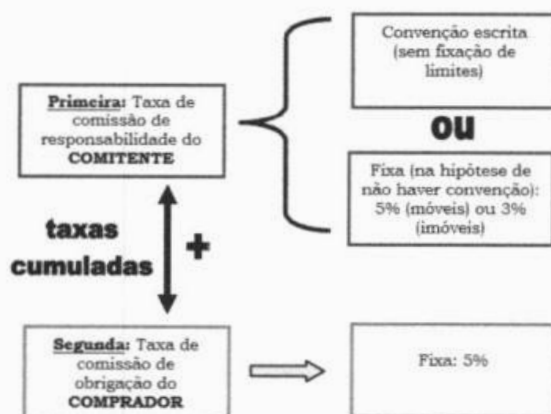 Primeira: Taxa de
comissão de
responsabilidade do
COMITENTE
Convenção escrita
(sem fixação de
limites)
ou
Fixa (na hipótese de
não haver convenção):
5% (móveis) ou 3%
(imóveis)
taxas
cumuladas
+
Segunda: Taxa de
comissão de
obrigação do
COMPRADOR
Fixa: 5%